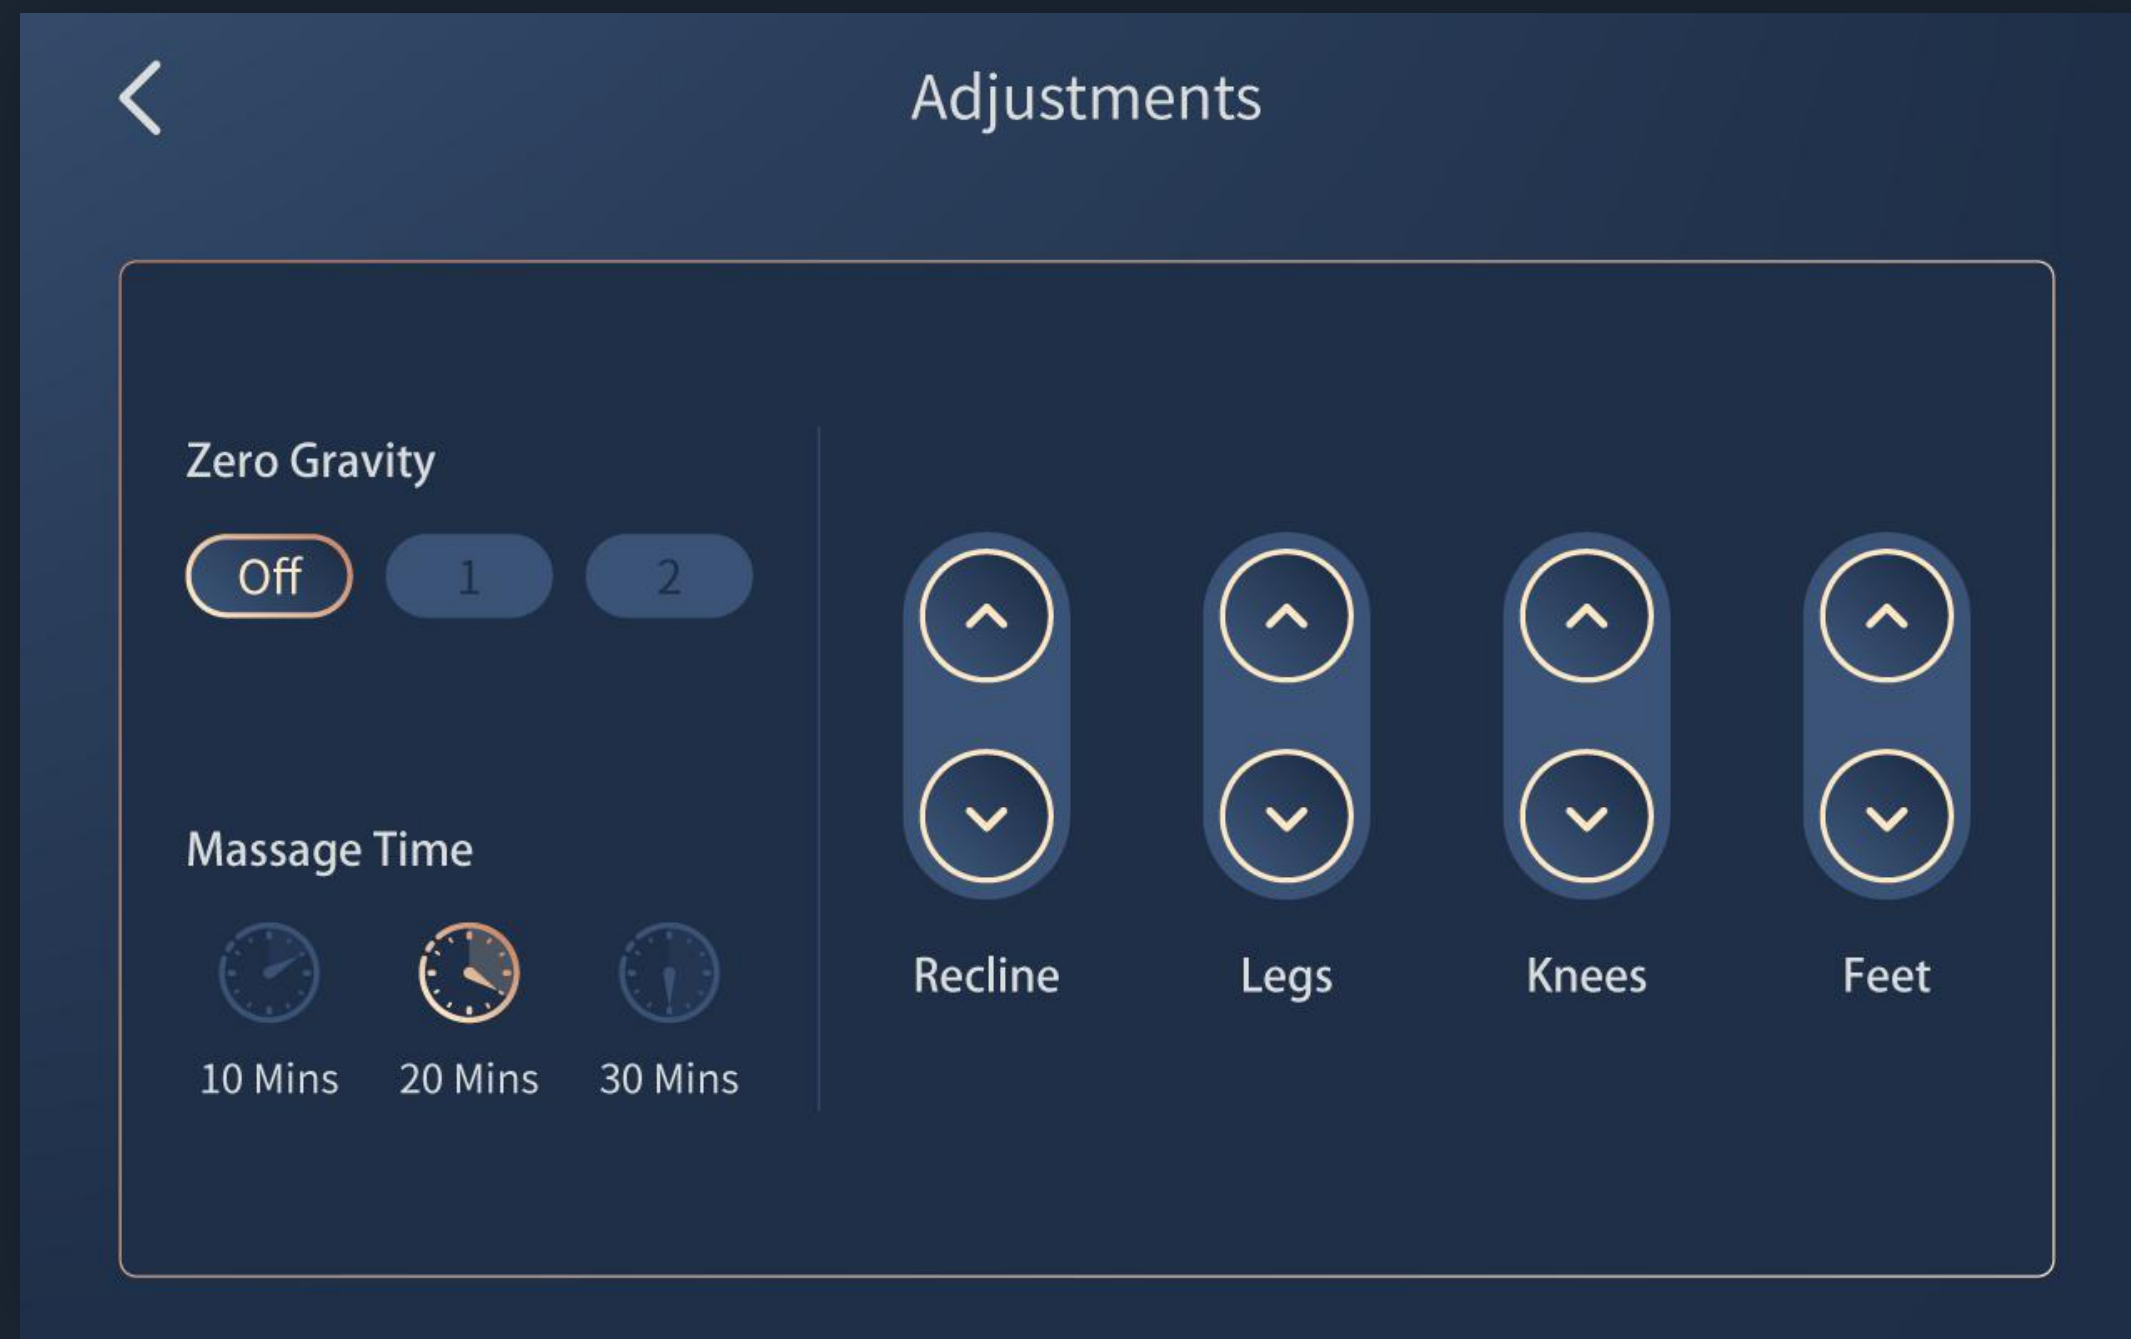 Adjustments
Zero Gravity
Off 1 2
Massage Time
10 Mins 20 Mins 30 Mins
Recline Legs Knees Feet